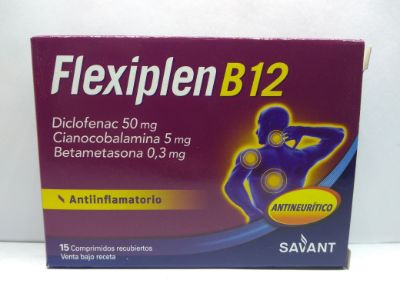 Flexiplen B12
Diclofenac 50 mg
Cianocobalamina 5 mg
Betametasona 0,3 mg
Antiinflamatorio
ANTINEURÍTICO
15 Comprimidos recubiertos
Venta bajo receta
SAVANT